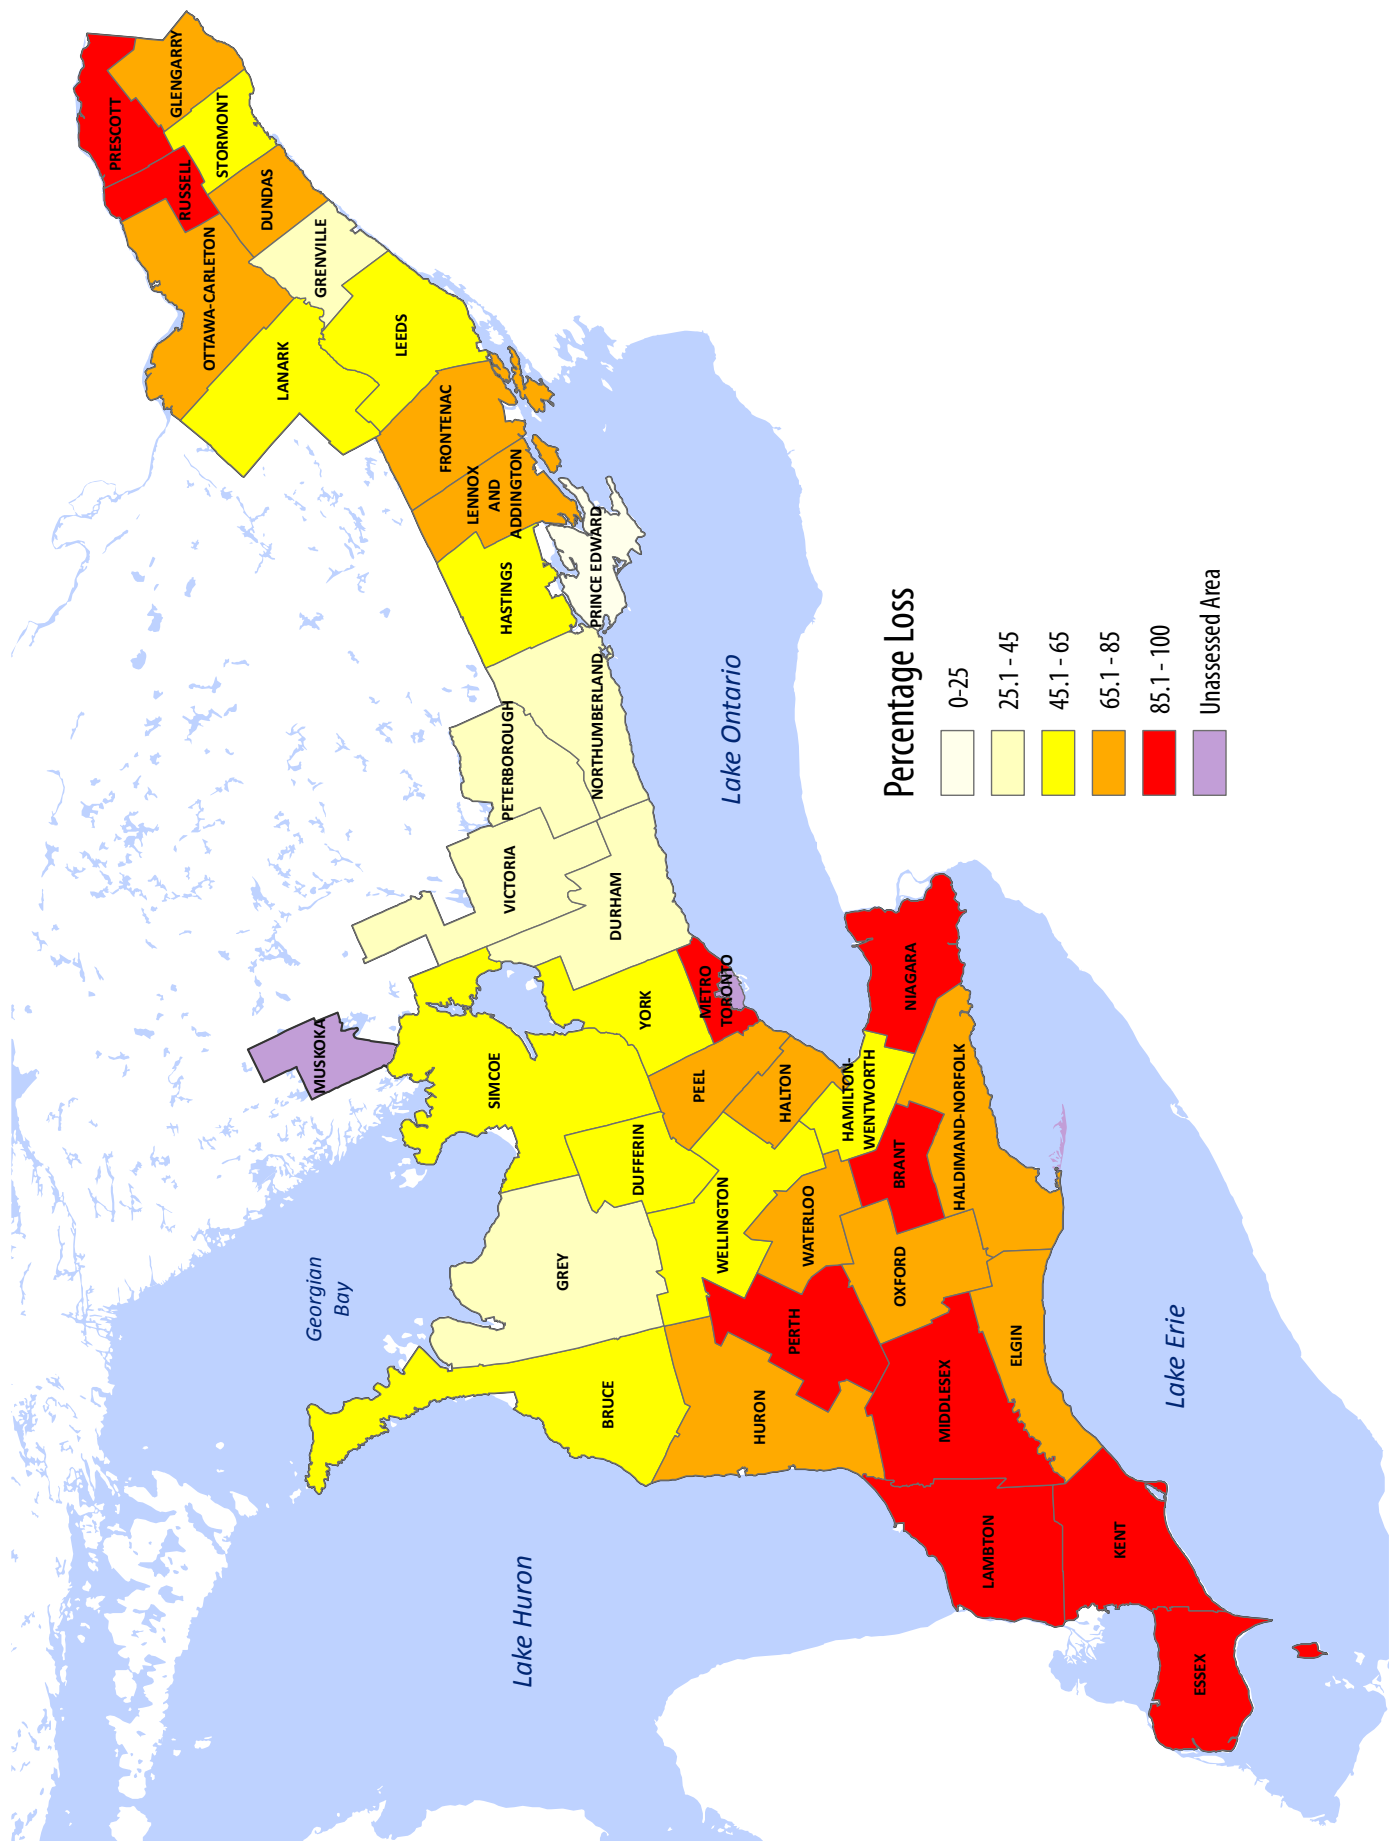 PRESCOTT
GLENGARRY
RUSSELL
STORMONT
DUNDAS
OTTAWA-CARLETON
GRENVILLE
LANARK
LEEDS
FRONTENAC
LENNOX
AND
ADDINGTON
HASTINGS
PRINCE EDWARD
NORTHUMBERLAND
PETERBOROUGH
VICTORIA
DURHAM
Lake Ontario
MUSKOKA
SIMCOE
YORK
METRO
TORONTO
PEEL
HALTON
HAMILTON-
WENTWORTH
NIAGARA
DUFFERIN
WELLINGTON
WATERLOO
BRANT
HALDIMAND-NORFOLK
GREY
Georgian
Bay
BRUCE
HURON
PERTH
OXFORD
MIDDLESEX
ELGIN
Lake Erie
Lake Huron
LAMBTON
KENT
ESSEX
Percentage Loss
0-25
25.1 - 45
45.1 - 65
65.1 - 85
85.1 - 100
Unassessed Area